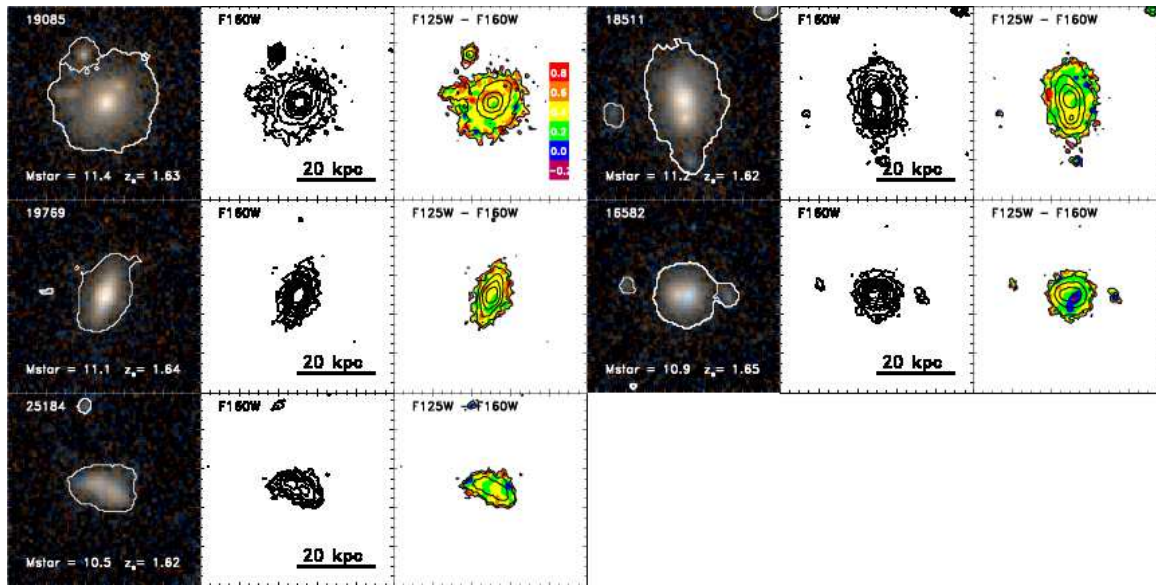 19085
F160W
F125W - F160W
0.8
0.6
0.2
0.0
20 kpc
Mstar = 11.4 zs= 1.63
18511
F160W
F125W - F160W
20 kpc
Mstar = 11.2 zs= 1.62
19769
F160W
F125W - F160W
20 kpc
Mstar = 11.1 zs= 1.64
16582
F160W
F125W - F160W
20 kpc
Mstar = 10.9 zs= 1.65
25184
F160W
F125W - F160W
20 kpc
Mstar = 10.5 zs= 1.62